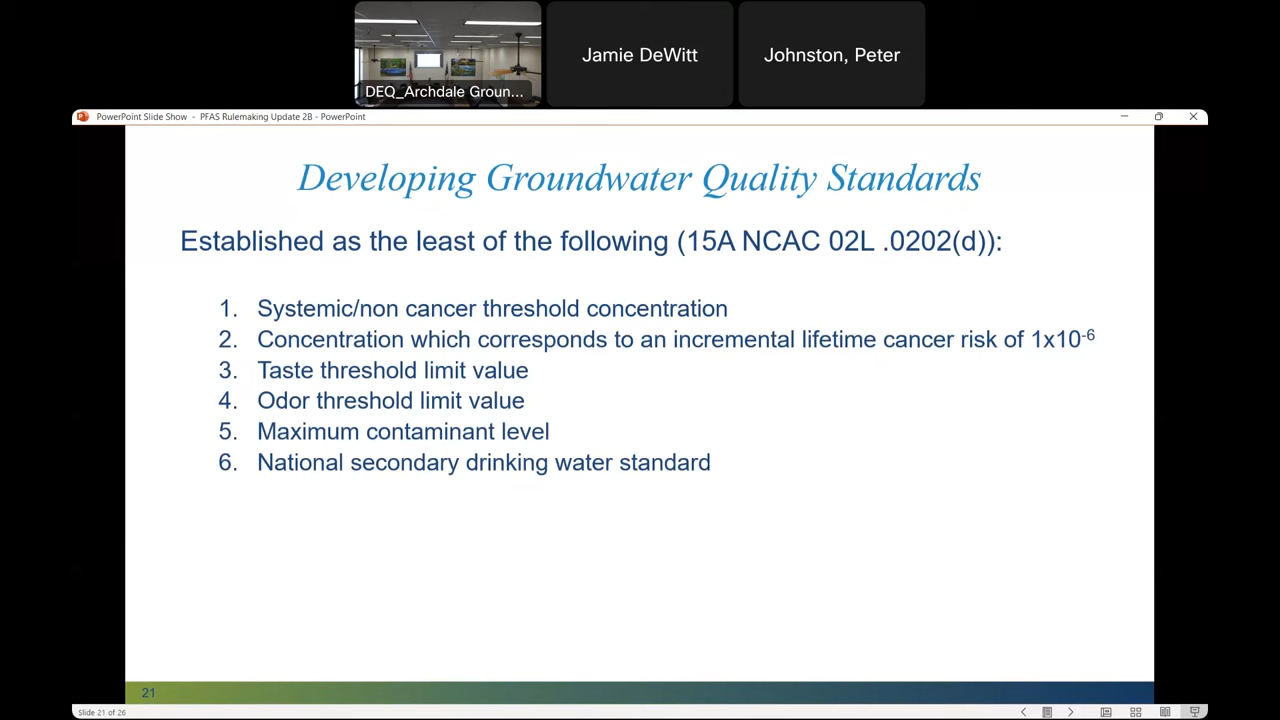 DEQ_Archdale Groun...
Jamie DeWitt
Johnston, Peter
PowerPoint Slide Show - PFAS Rulemaking Update 2B - PowerPoint
Developing Groundwater Quality Standards
Established as the least of the following (15A NCAC 02L .0202(d)):
1. Systemic/non cancer threshold concentration
2. Concentration which corresponds to an incremental lifetime cancer risk of 1x10⁻⁶
3. Taste threshold limit value
4. Odor threshold limit value
5. Maximum contaminant level
6. National secondary drinking water standard
21
Slide 21 of 26